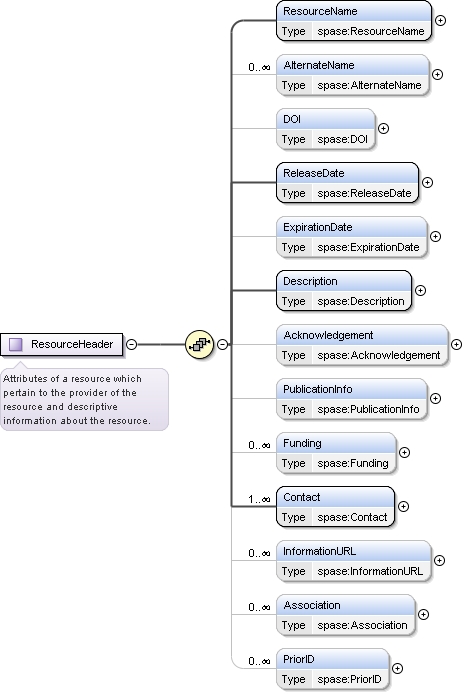 ResourceName
Type spase:ResourceName
0..∞
AlternateName
Type spase:AlternateName
DOI
Type spase:DOI
ReleaseDate
Type spase:ReleaseDate
ExpirationDate
Type spase:ExpirationDate
Description
Type spase:Description
ResourceHeader
Attributes of a resource which
pertain to the provider of the
resource and descriptive
information about the resource.
Acknowledgement
Type spase:Acknowledgement
PublicationInfo
Type spase:PublicationInfo
0..∞
Funding
Type spase:Funding
1..∞
Contact
Type spase:Contact
0..∞
InformationURL
Type spase:InformationURL
0..∞
Association
Type spase:Association
0..∞
PriorID
Type spase:PriorID